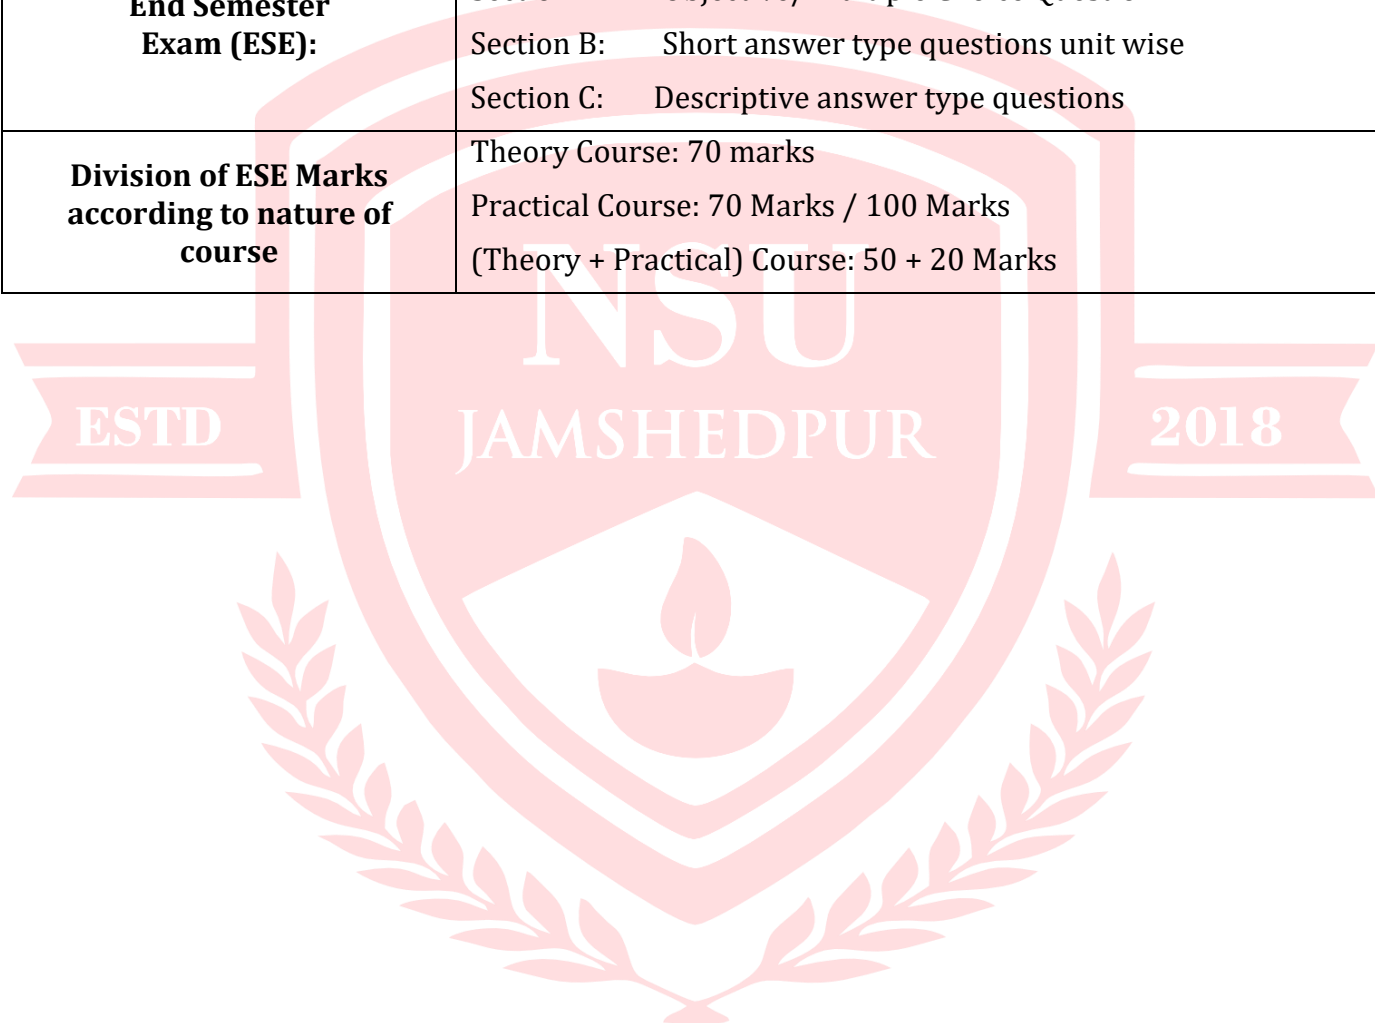 End Semester
Exam (ESE):
Section B: Short answer type questions unit wise
Section C: Descriptive answer type questions
Division of ESE Marks
according to nature of
course
Theory Course: 70 marks
Practical Course: 70 Marks / 100 Marks
(Theory + Practical) Course: 50 + 20 Marks
NSU
JAMSHEDPUR
ESTD
2018